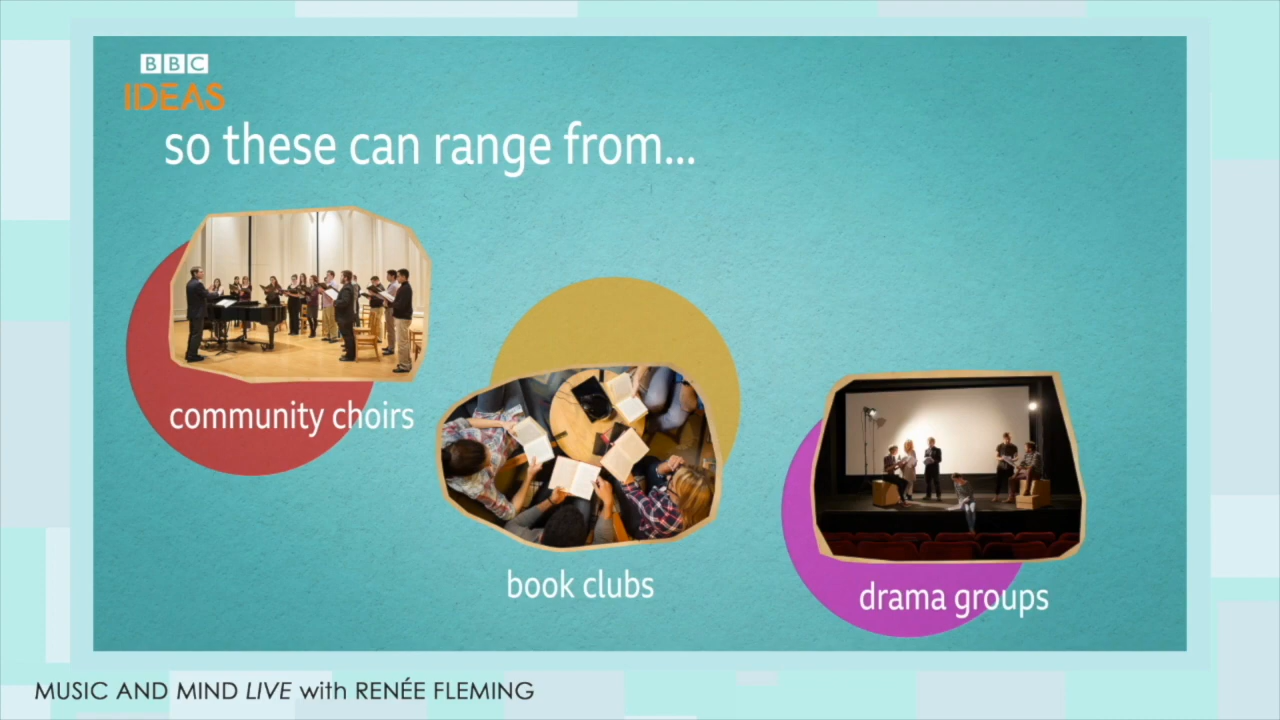 BBC
IDEAS
so these can range from...
community choirs
book clubs
drama groups
MUSIC AND MIND LIVE with RENÉE FLEMING